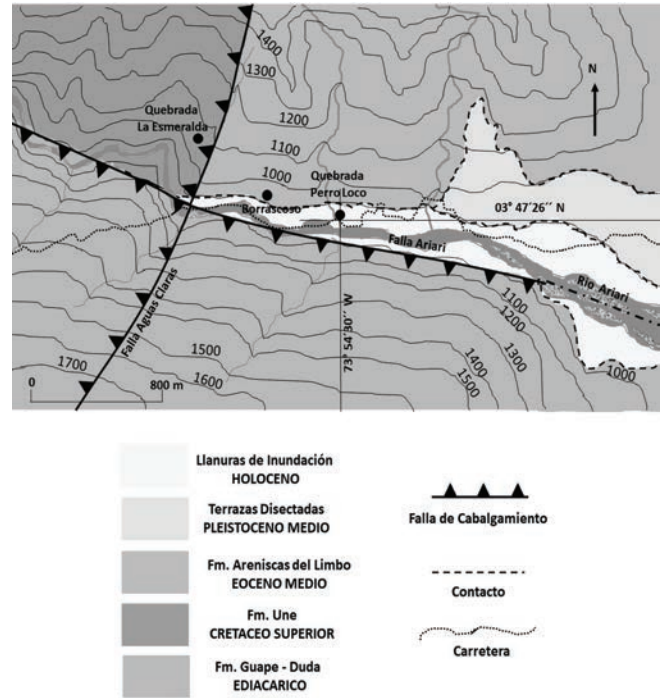 1400
1300
N
Quebrada
La Esmeralda
1200
1100
Quebrada
Perro Loco
1000
Borrascoso
03° 47´26´´ N
Falla Ariari
Río Ariari
Falla Aguas Claras
73° 54´30´´ W
1100
1200
1300
1400
1500
1000
1500
1600
1700
0
800 m
Llanuras de Inundación
HOLOCENO
Terrazas Disectadas
PLEISTOCENO MEDIO
Fm. Areniscas del Limbo
EOCENO MEDIO
Fm. Une
CRETACEO SUPERIOR
Fm. Guape - Duda
EDIACARICO
Falla de Cabalgamiento
Contacto
Carretera